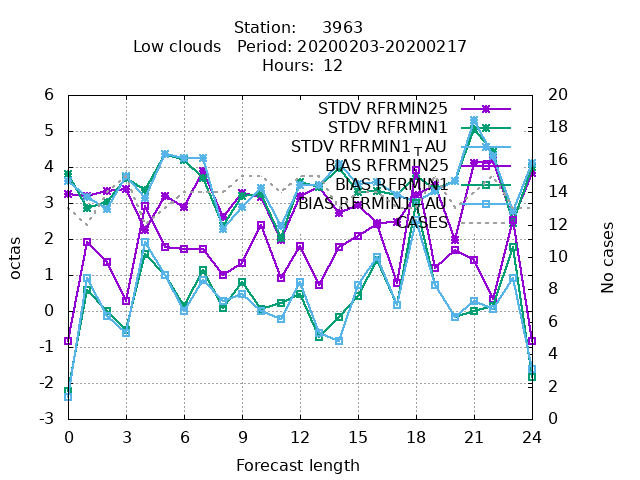 Station: 3963
Low clouds Period: 20200203-20200217
Hours: 12
STDV RFRMIN25
STDV RFRMIN1
STDV RFRMIN1_AU
BIAS RFRMIN25
BIAS RFRMIN1
BIAS RFRMIN1_AU
CASES
6
5
4
3
2
1
0
-1
-2
-3
octas
20
18
16
14
12
10
8
6
4
2
0
No cases
0 3 6 9 12 15 18 21 24
Forecast length